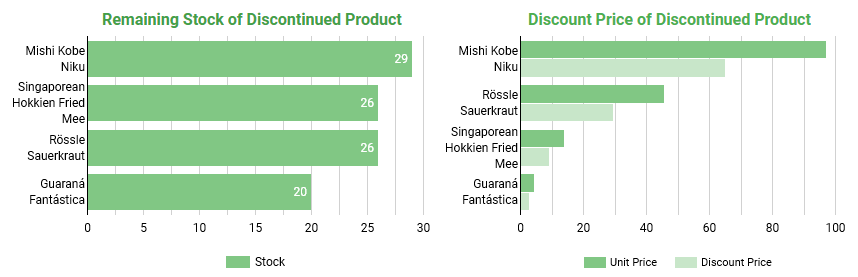 Remaining Stock of Discontinued Product
Mishi Kobe
Niku
29
Singaporean
Hokkien Fried
Mee
26
Rössle
Sauerkraut
26
Guaraná
Fantástica
20
0 5 10 15 20 25 30
Stock
Discount Price of Discontinued Product
Mishi Kobe
Niku
Rössle
Sauerkraut
Singaporean
Hokkien Fried
Mee
Guaraná
Fantástica
0 20 40 60 80 100
Unit Price Discount Price